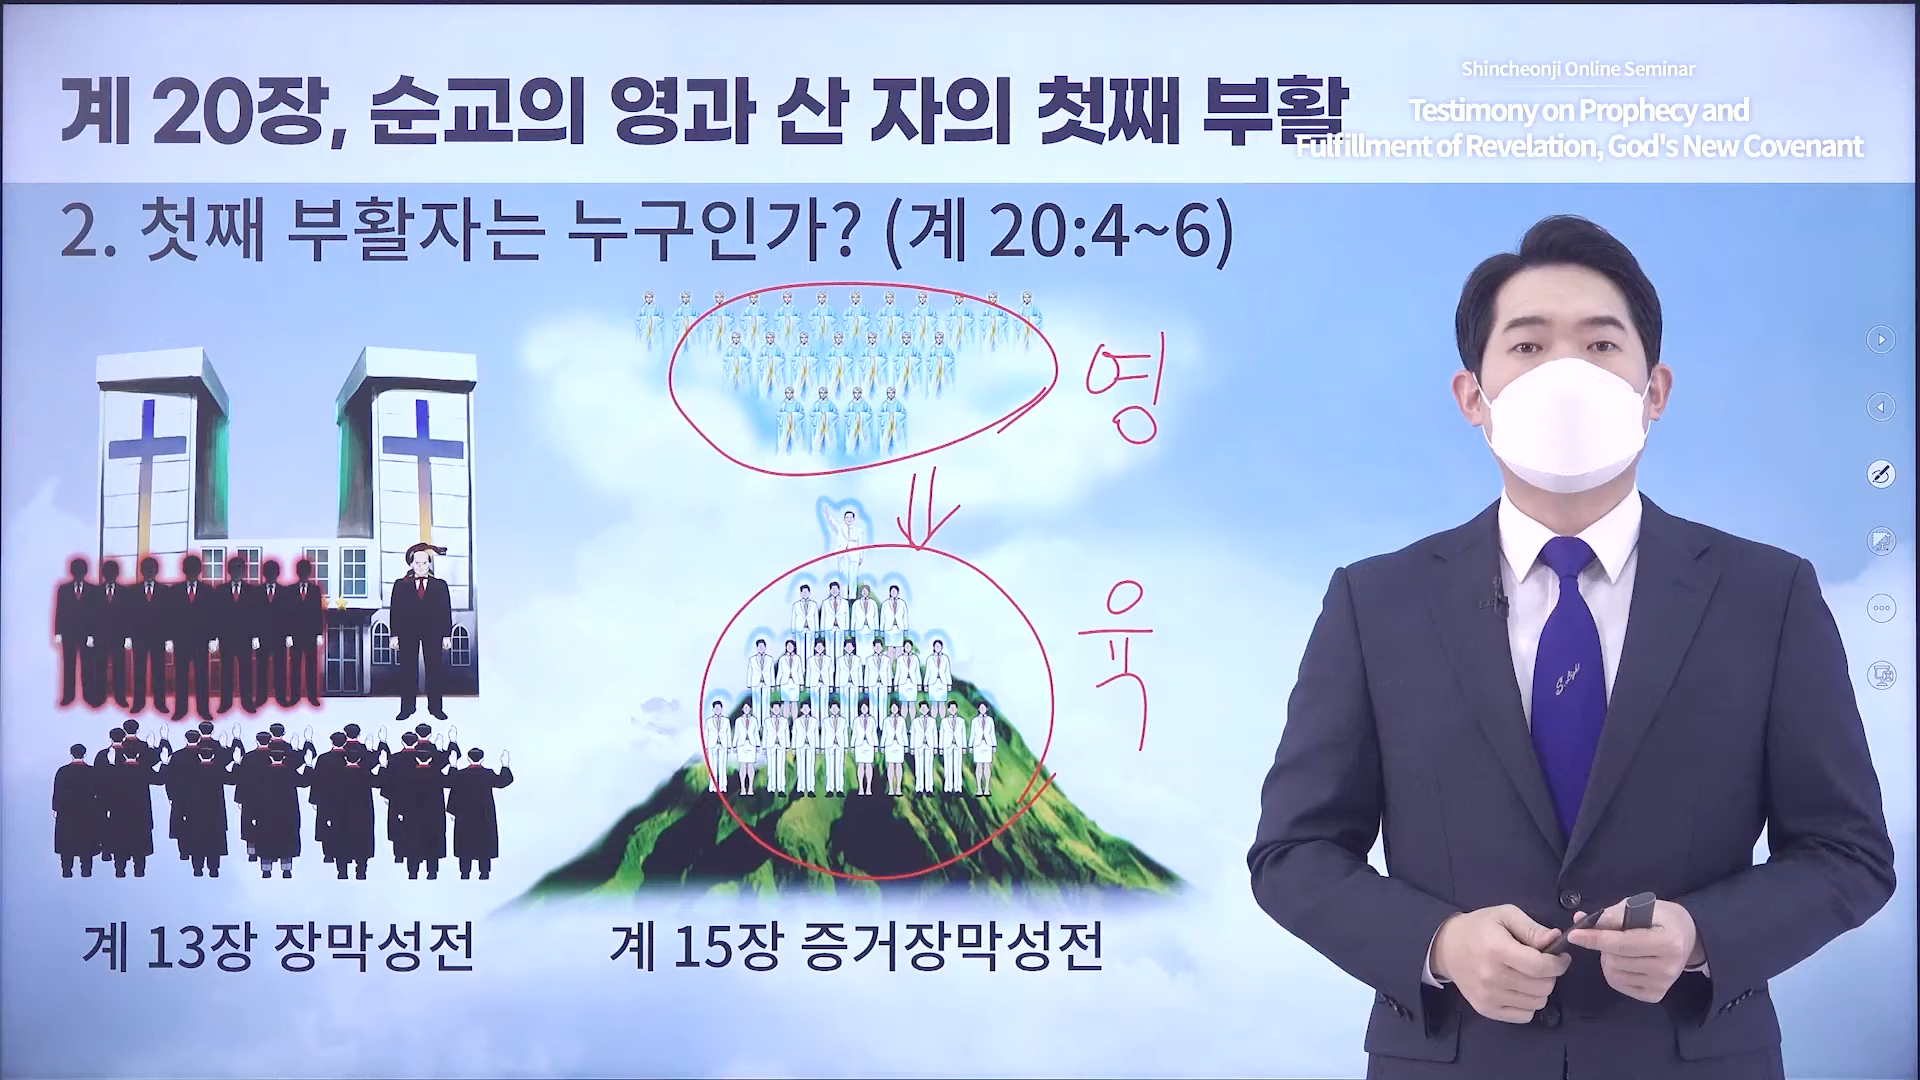 계 20장, 순교의 영과 산 자의 첫째 부활
Shincheonji Online Seminar
Testimony on Prophecy and
Fulfillment of Revelation, God's New Covenant
2. 첫째 부활자는 누구인가? (계 20:4~6)
영
육
계 13장 장막성전
계 15장 증거장막성전